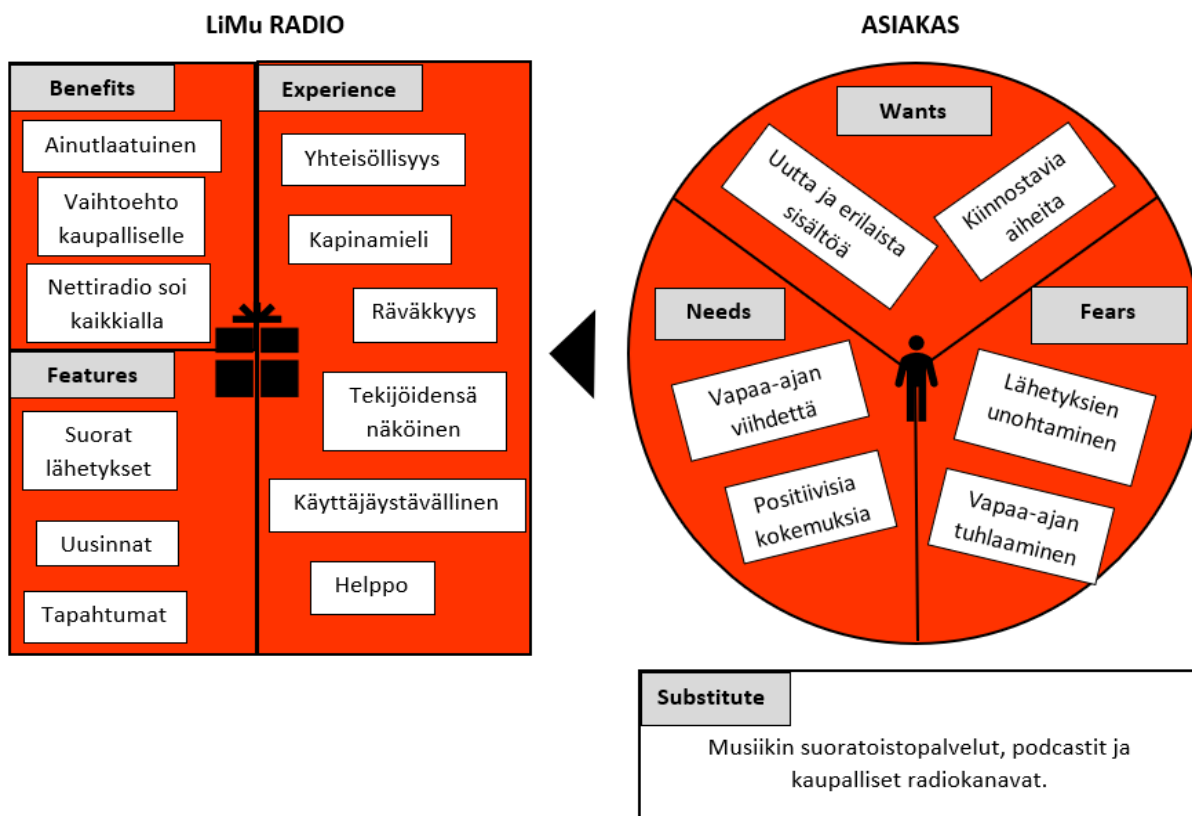 LiMu RADIO
Benefits
Ainutlaatuinen
Vaihtoehto
kaupalliselle
Nettiradio soi
kaikkialla
Features
Suorat
lähetykset
Uusinnat
Tapahtumat
Experience
Yhteisöllisyys
Kapinamieli
Räväkkyys
Tekijöidensä
näköinen
Käyttäjäystävällinen
Helppo
ASIAKAS
Wants
Uutta ja erilaista
sisältöä
Kiinnostavia
aiheita
Needs
Vapaa-ajan
viihdettä
Positiivisia
kokemuksia
Fears
Lähetyksien
unohtaminen
Vapaa-ajan
tuhlaaminen
Substitute
Musiikin suoratoistopalvelut, podcastit ja
kaupalliset radiokanavat.